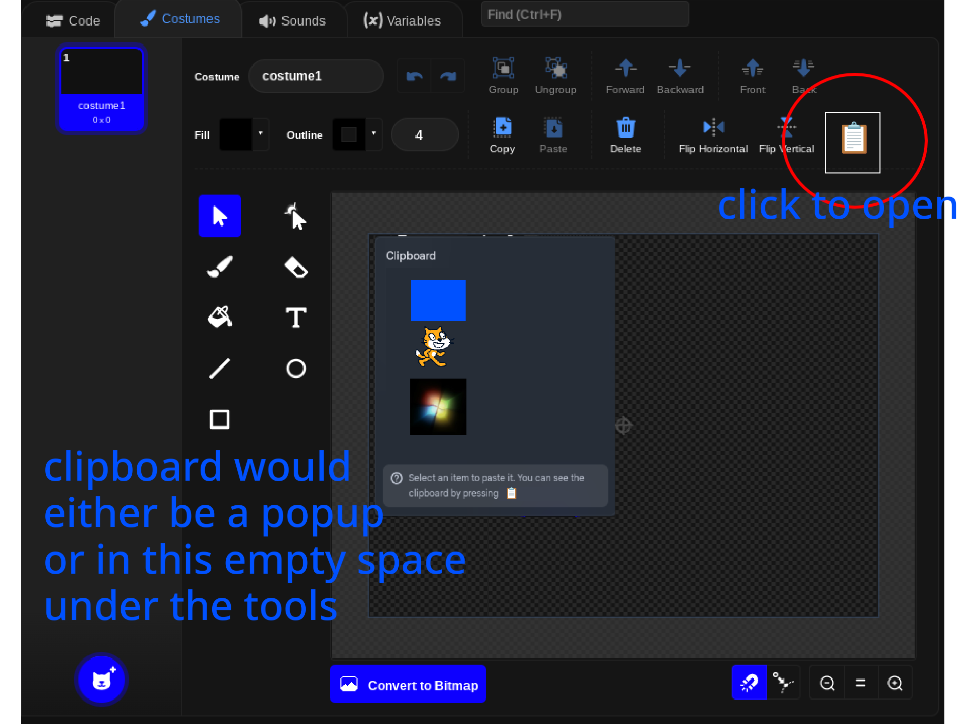 Code Costumes Sounds (x) Variables Find (Ctrl+F)
1
costume1
0 x 0
Costume costume1
Group Ungroup Forward Backward Front Back
Fill Outline 4
Copy Paste Delete Flip Horizontal Flip Vertical
click to open
T
Clipboard
Select an item to paste it. You can see the
clipboard by pressing 📋
clipboard would
either be a popup
or in this empty space
under the tools
Convert to Bitmap
=